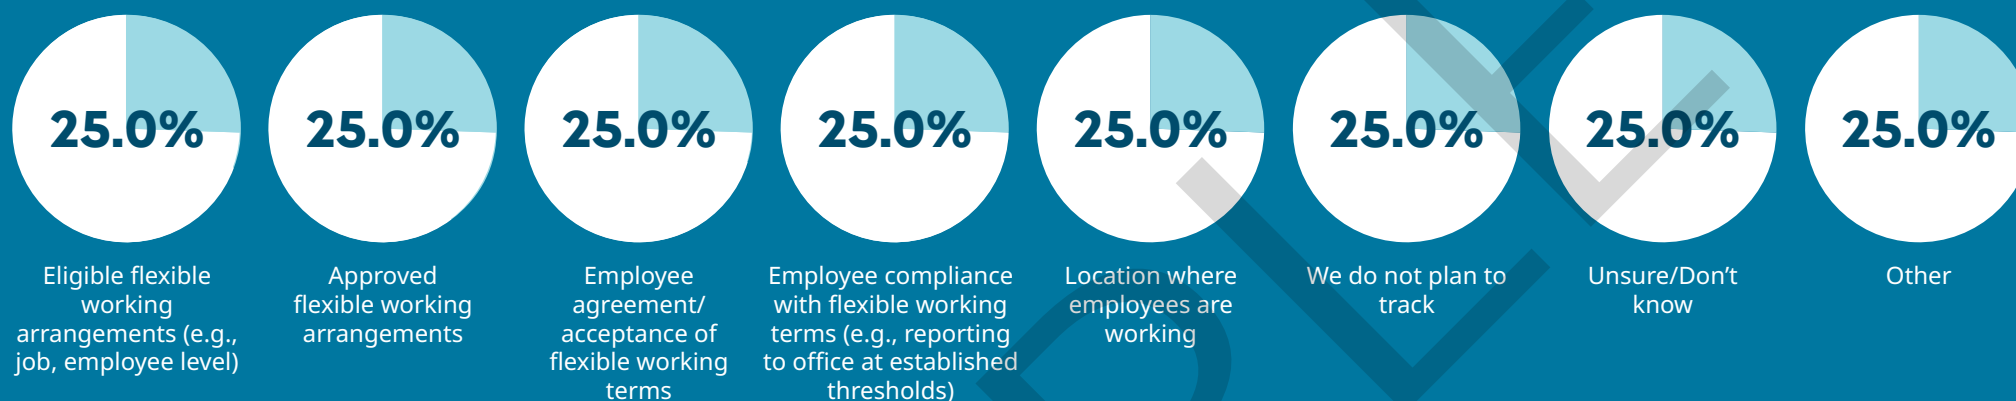 25.0% 25.0% 25.0% 25.0% 25.0% 25.0% 25.0% 25.0%
Eligible flexible
working
arrangements (e.g.,
job, employee level)
Approved
flexible working
arrangements
Employee
agreement/
acceptance of
flexible working
terms
Employee compliance
with flexible working
terms (e.g., reporting
to office at established
thresholds)
Location where
employees are
working
We do not plan to
track
Unsure/Don't
know
Other